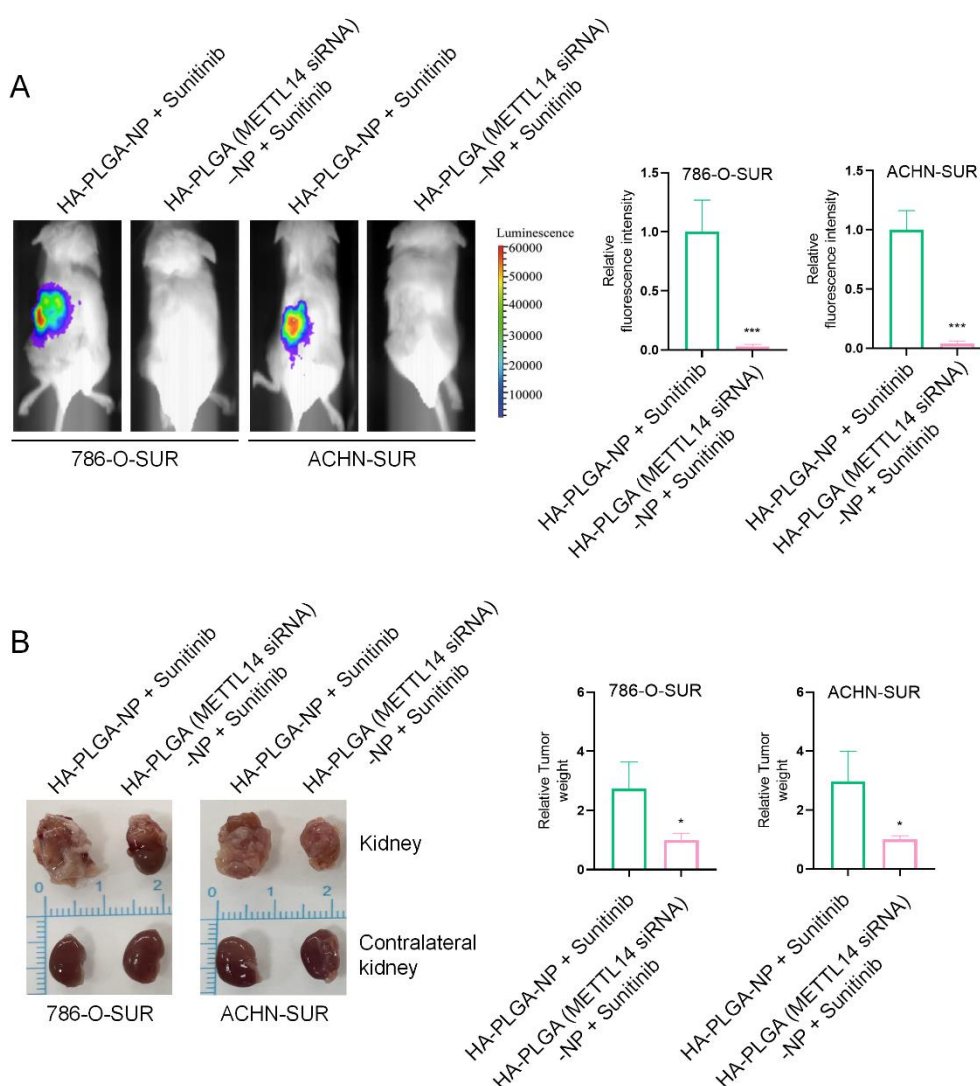 A
HA-PLGA-NP + Sunitinib
HA-PLGA (METTL14 siRNA)
-NP + Sunitinib
HA-PLGA-NP + Sunitinib
HA-PLGA (METTL14 siRNA)
-NP + Sunitinib
Luminescence
60000
50000
40000
30000
20000
10000
786-O-SUR
ACHN-SUR
786-O-SUR
Relative
fluorescence intensity
1.5
1.0
0.5
0.0
***
HA-PLGA-NP + Sunitinib
HA-PLGA (METTL14 siRNA)
-NP + Sunitinib
ACHN-SUR
Relative
fluorescence intensity
1.5
1.0
0.5
0.0
***
HA-PLGA-NP + Sunitinib
HA-PLGA (METTL14 siRNA)
-NP + Sunitinib
B
HA-PLGA-NP + Sunitinib
HA-PLGA (METTL14 siRNA)
-NP + Sunitinib
HA-PLGA-NP + Sunitinib
HA-PLGA (METTL14 siRNA)
-NP + Sunitinib
Kidney
0 1 2
0 1 2
Contralateral
kidney
786-O-SUR
ACHN-SUR
786-O-SUR
Relative Tumor
weight
6
4
2
0
*
HA-PLGA-NP + Sunitinib
HA-PLGA (METTL14 siRNA)
-NP + Sunitinib
ACHN-SUR
Relative Tumor
weight
6
4
2
0
*
HA-PLGA-NP + Sunitinib
HA-PLGA (METTL14 siRNA)
-NP + Sunitinib